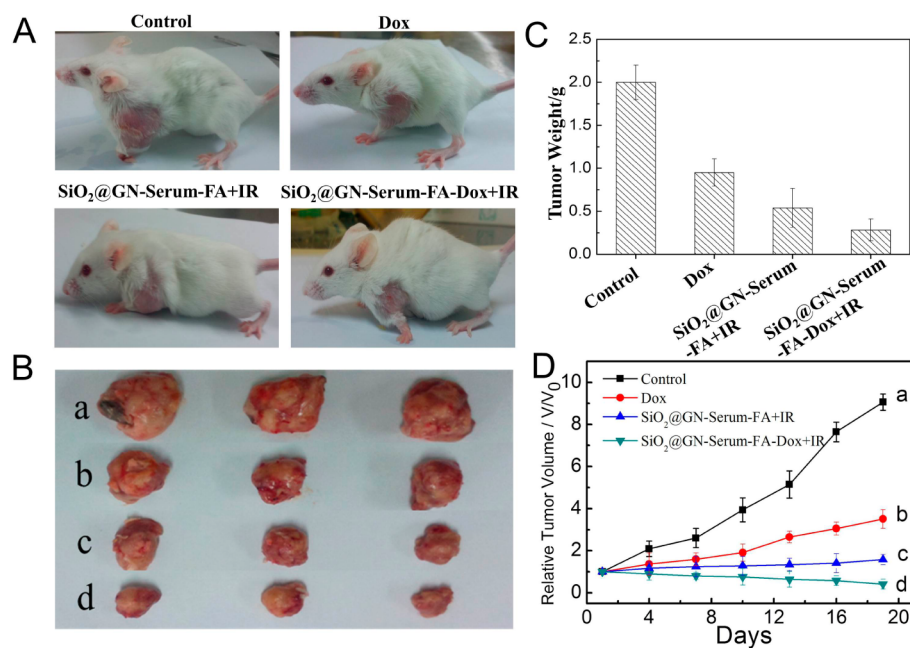 A
Control
Dox
SiO₂@GN-Serum-FA+IR
SiO₂@GN-Serum-FA-Dox+IR
B
a
b
c
d
C
Tumor Weight/g
2.5
2.0
1.5
1.0
0.5
0.0
Control
Dox
SiO₂@GN-Serum
-FA+IR
SiO₂@GN-Serum
-FA-Dox+IR
D
Relative Tumor Volume / V/V₀
10
8
6
4
2
0
Control
Dox
SiO₂@GN-Serum-FA+IR
SiO₂@GN-Serum-FA-Dox+IR
a
b
c
d
0 4 8 12 16 20
Days